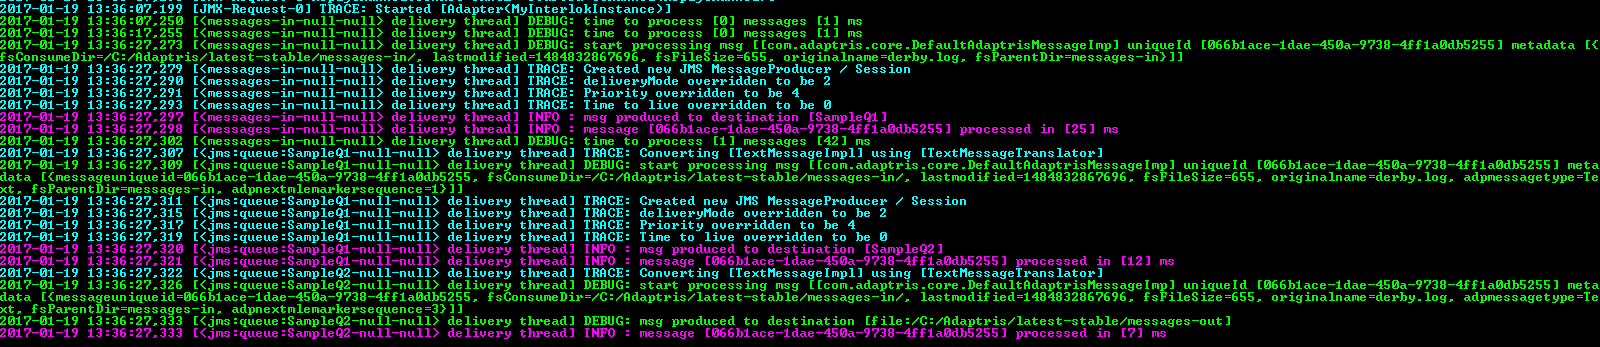 2017-01-19 13:36:07,199 [JMX-Request-0] TRACE: Started [Adapter(MyInterlokInstance)]
2017-01-19 13:36:07,250 [<messages-in-null-null> delivery thread] DEBUG: time to process [0] messages [1] ms
2017-01-19 13:36:17,255 [<messages-in-null-null> delivery thread] DEBUG: time to process [0] messages [1] ms
2017-01-19 13:36:27,273 [<messages-in-null-null> delivery thread] DEBUG: start processing msg [[com.adaptris.core.DefaultAdaptrisMessageImp] uniqueId [066b1ace-1dae-450a-9738-4ff1a0db5255] metadata [{
fsConsumeDir=/C:/Adaptris/latest-stable/messages-in/, lastmodified=1484832867696, fsFileSize=655, originalname=derby.log, fsParentDir=messages-in}]]
2017-01-19 13:36:27,279 [<messages-in-null-null> delivery thread] TRACE: Created new JMS MessageProducer / Session
2017-01-19 13:36:27,290 [<messages-in-null-null> delivery thread] TRACE: deliveryMode overridden to be 2
2017-01-19 13:36:27,291 [<messages-in-null-null> delivery thread] TRACE: Priority overridden to be 4
2017-01-19 13:36:27,293 [<messages-in-null-null> delivery thread] TRACE: Time to live overridden to be 0
2017-01-19 13:36:27,297 [<messages-in-null-null> delivery thread] INFO : msg produced to destination [SampleQ1]
2017-01-19 13:36:27,298 [<messages-in-null-null> delivery thread] INFO : message [066b1ace-1dae-450a-9738-4ff1a0db5255] processed in [25] ms
2017-01-19 13:36:27,302 [<messages-in-null-null> delivery thread] DEBUG: time to process [1] messages [42] ms
2017-01-19 13:36:27,307 [<jms:queue:SampleQ1-null-null> delivery thread] TRACE: Converting [TextMessageImpl] using [TextMessageTranslator]
2017-01-19 13:36:27,309 [<jms:queue:SampleQ1-null-null> delivery thread] DEBUG: start processing msg [[com.adaptris.core.DefaultAdaptrisMessageImp] uniqueId [066b1ace-1dae-450a-9738-4ff1a0db5255] meta
data [{messageuniqueid=066b1ace-1dae-450a-9738-4ff1a0db5255, fsConsumeDir=/C:/Adaptris/latest-stable/messages-in/, lastmodified=1484832867696, fsFileSize=655, originalname=derby.log, adpmessagetype=Te
xt, fsParentDir=messages-in, adpnextmlemarkersequence=1}]]
2017-01-19 13:36:27,311 [<jms:queue:SampleQ1-null-null> delivery thread] TRACE: Created new JMS MessageProducer / Session
2017-01-19 13:36:27,315 [<jms:queue:SampleQ1-null-null> delivery thread] TRACE: deliveryMode overridden to be 2
2017-01-19 13:36:27,317 [<jms:queue:SampleQ1-null-null> delivery thread] TRACE: Priority overridden to be 4
2017-01-19 13:36:27,319 [<jms:queue:SampleQ1-null-null> delivery thread] TRACE: Time to live overridden to be 0
2017-01-19 13:36:27,320 [<jms:queue:SampleQ1-null-null> delivery thread] INFO : msg produced to destination [SampleQ2]
2017-01-19 13:36:27,321 [<jms:queue:SampleQ1-null-null> delivery thread] INFO : message [066b1ace-1dae-450a-9738-4ff1a0db5255] processed in [12] ms
2017-01-19 13:36:27,322 [<jms:queue:SampleQ2-null-null> delivery thread] TRACE: Converting [TextMessageImpl] using [TextMessageTranslator]
2017-01-19 13:36:27,326 [<jms:queue:SampleQ2-null-null> delivery thread] DEBUG: start processing msg [[com.adaptris.core.DefaultAdaptrisMessageImp] uniqueId [066b1ace-1dae-450a-9738-4ff1a0db5255] meta
data [{messageuniqueid=066b1ace-1dae-450a-9738-4ff1a0db5255, fsConsumeDir=/C:/Adaptris/latest-stable/messages-in/, lastmodified=1484832867696, fsFileSize=655, originalname=derby.log, adpmessagetype=Te
xt, fsParentDir=messages-in, adpnextmlemarkersequence=3}]]
2017-01-19 13:36:27,333 [<jms:queue:SampleQ2-null-null> delivery thread] DEBUG: msg produced to destination [file:/C:/Adaptris/latest-stable/messages-out]
2017-01-19 13:36:27,333 [<jms:queue:SampleQ2-null-null> delivery thread] INFO : message [066b1ace-1dae-450a-9738-4ff1a0db5255] processed in [7] ms